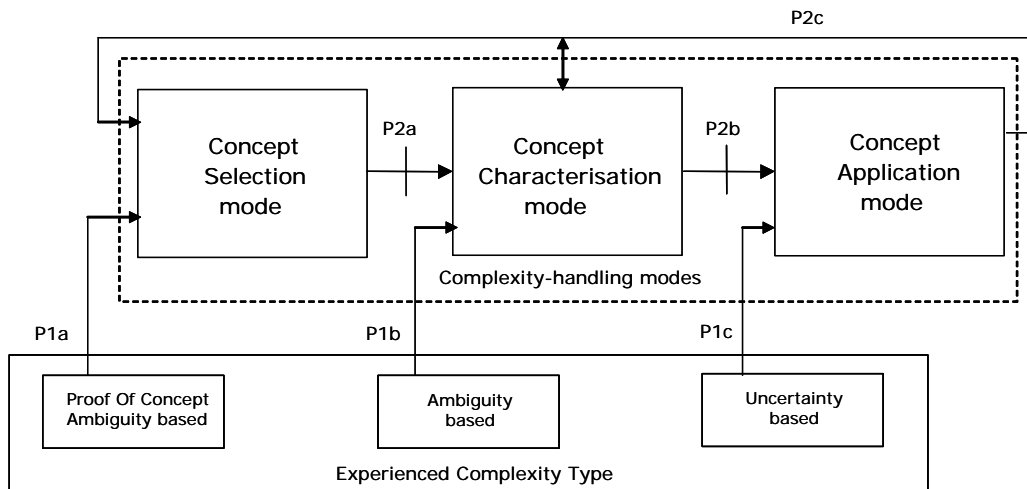 P2c
Concept
Selection
mode
P2a
Concept
Characterisation
mode
P2b
Concept
Application
mode
Complexity-handling modes
P1a
P1b
P1c
Proof Of Concept
Ambiguity based
Ambiguity
based
Uncertainty
based
Experienced Complexity Type